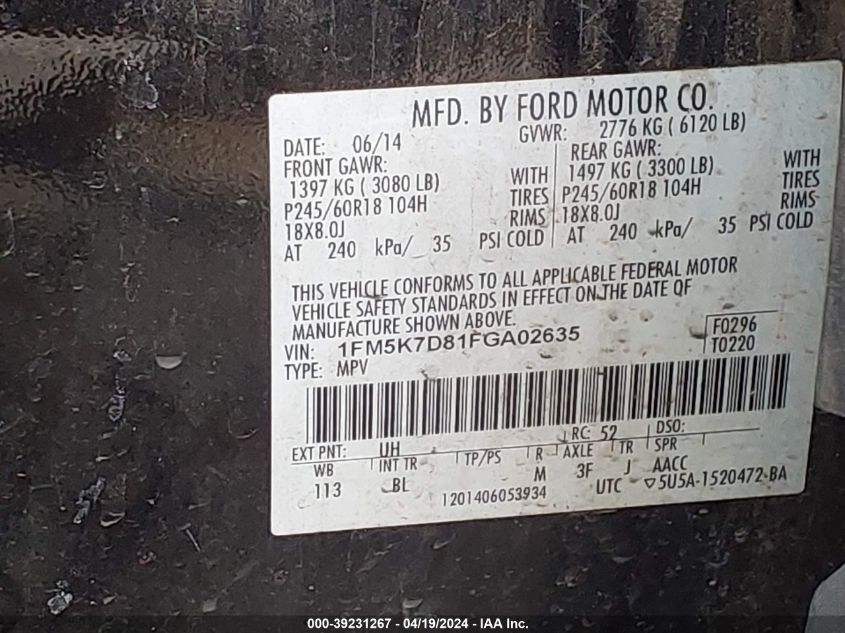 MFD. BY FORD MOTOR CO.
DATE: 06/14 GVWR: 2776 KG ( 6120 LB)
FRONT GAWR: REAR GAWR:
1397 KG ( 3080 LB) WITH 1497 KG ( 3300 LB) WITH
P245/60R18 104H TIRES P245/60R18 104H TIRES
18X8.0J RIMS 18X8.0J RIMS
AT 240 kPa/ 35 PSI COLD AT 240 kPa/ 35 PSI COLD
THIS VEHICLE CONFORMS TO ALL APPLICABLE FEDERAL MOTOR
VEHICLE SAFETY STANDARDS IN EFFECT ON THE DATE OF
MANUFACTURE SHOWN ABOVE.
VIN: 1FM5K7D81FGA02635 F0296
TYPE: MPV T0220
EXT PNT: UH RC: 52 DSO:
WB INT TR TP/PS R AXLE TR SPR
113 BL M 3F J AACC
1201406053934 UTC ▽5U5A-1520472-BA
000-39231267 - 04/19/2024 - IAA Inc.